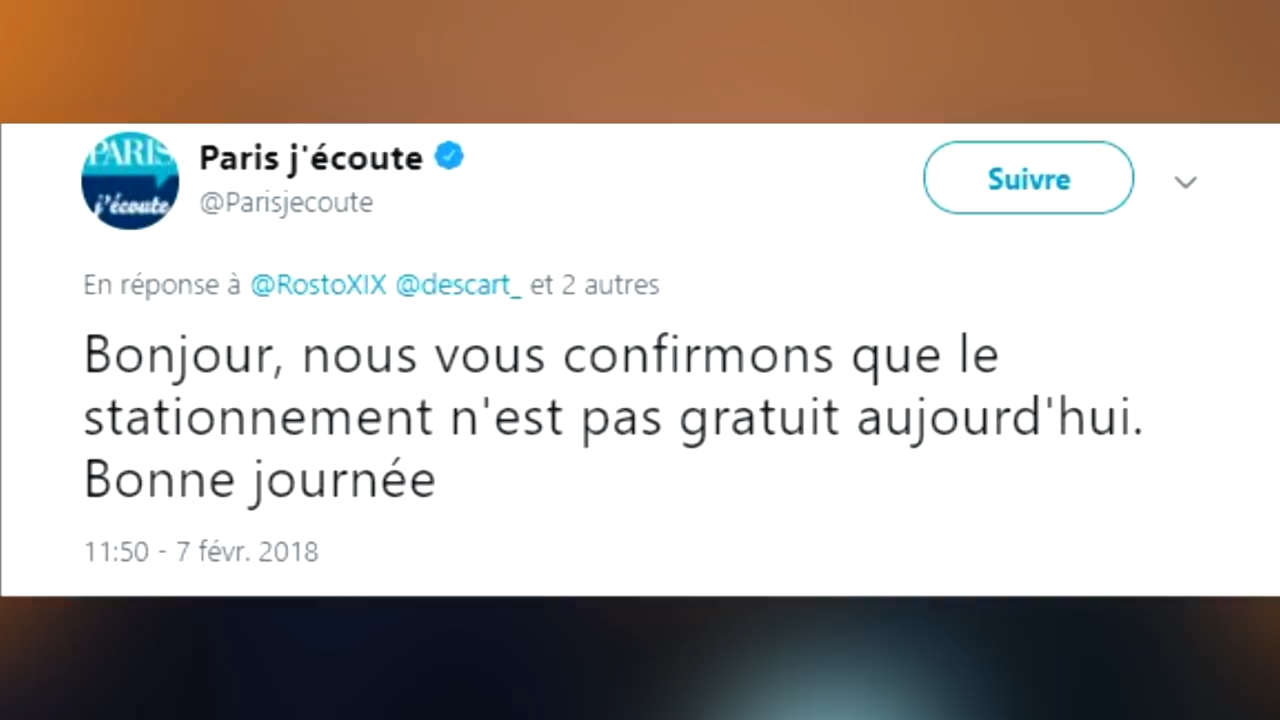 PARIS
j'écoute
Paris j'écoute
@Parisjecoute
Suivre
En réponse à @RostoXIX @descart_ et 2 autres
Bonjour, nous vous confirmons que le
stationnement n'est pas gratuit aujourd'hui.
Bonne journée
11:50 - 7 févr. 2018